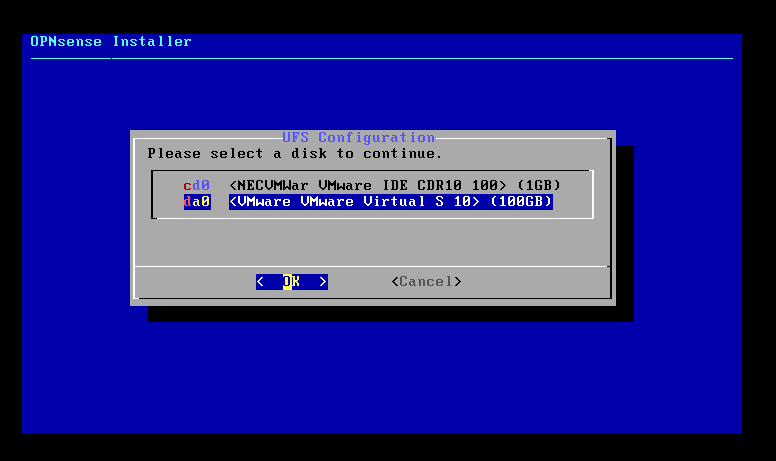 OPNsense Installer
UFS Configuration
Please select a disk to continue.
cd0 <NECVMWar VMware IDE CDR10 100> (1GB)
da0 <VMware VMware Virtual S 10> (100GB)
< OK > <Cancel>